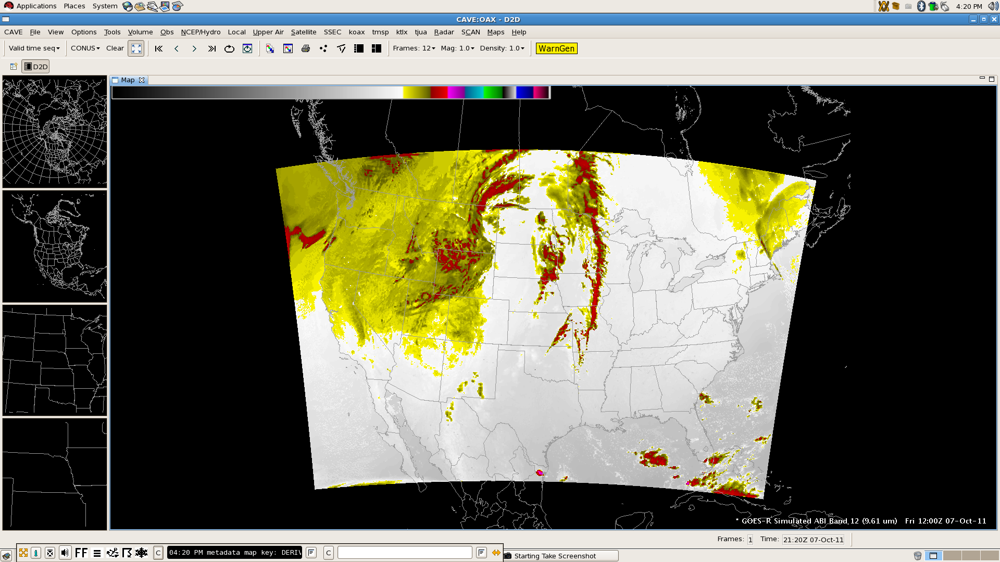 Applications Places System 4:20 PM
CAVE:OAX - D2D
CAVE File View Options Tools Volume Obs NCEP/Hydro Local Upper Air Satellite SSEC koax tmsp ktlx tjua Radar SCAN Maps Help
Valid time seq CONUS Clear Frames: 12 Mag: 1.0 Density: 1.0 WarnGen
D2D
Map
* GOES-R Simulated ABI Band 12 (9.61 um) Fri 12:00Z 07-Oct-11
Frames: 1 Time: 21:20Z 07-Oct-11
FF C 04:20 PM metadata map key: DERIV C
Starting Take Screenshot